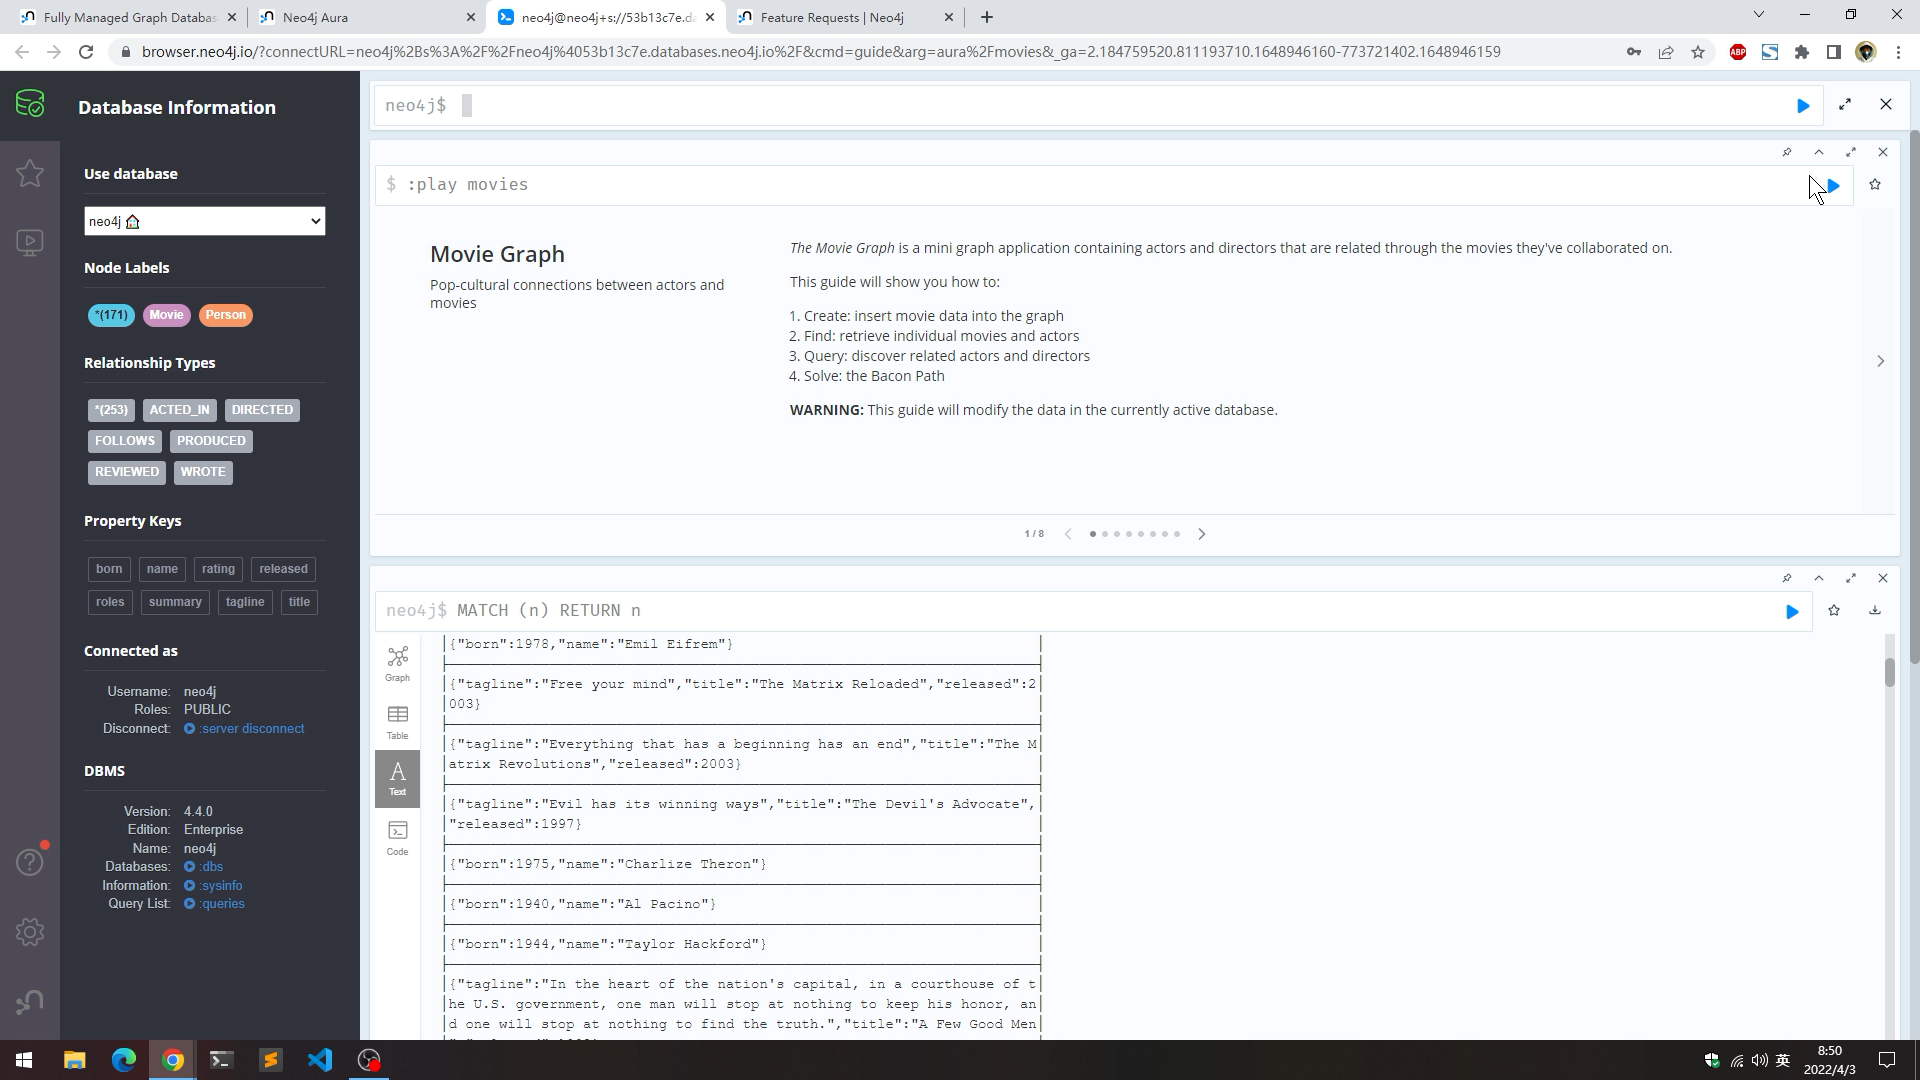 Fully Managed Graph Databas
Neo4j Aura
neo4j@neo4j+s://53b13c7e.da
Feature Requests | Neo4j
browser.neo4j.io/?connectURL=neo4j%2Bs%3A%2F%2Fneo4j%4053b13c7e.databases.neo4j.io%2F&cmd=guide&arg=aura%2Fmovies&_ga=2.184759520.811193710.1648946160-773721402.1648946159
ABP
Database Information
Use database
neo4j
Node Labels
*(171) Movie Person
Relationship Types
*(253) ACTED_IN DIRECTED
FOLLOWS PRODUCED
REVIEWED WROTE
Property Keys
born name rating released
roles summary tagline title
Connected as
Username: neo4j
Roles: PUBLIC
Disconnect: :server disconnect
DBMS
Version: 4.4.0
Edition: Enterprise
Name: neo4j
Databases: :dbs
Information: :sysinfo
Query List: :queries
neo4j$
$ :play movies
Movie Graph
Pop-cultural connections between actors and
movies
The Movie Graph is a mini graph application containing actors and directors that are related through the movies they've collaborated on.
This guide will show you how to:
1. Create: insert movie data into the graph
2. Find: retrieve individual movies and actors
3. Query: discover related actors and directors
4. Solve: the Bacon Path
WARNING: This guide will modify the data in the currently active database.
1 / 8
neo4j$ MATCH (n) RETURN n
Graph
Table
A
Text
Code
{"born":1978,"name":"Emil Eifrem"}
{"tagline":"Free your mind","title":"The Matrix Reloaded","released":2
003}
{"tagline":"Everything that has a beginning has an end","title":"The M
atrix Revolutions","released":2003}
{"tagline":"Evil has its winning ways","title":"The Devil's Advocate",
"released":1997}
{"born":1975,"name":"Charlize Theron"}
{"born":1940,"name":"Al Pacino"}
{"born":1944,"name":"Taylor Hackford"}
{"tagline":"In the heart of the nation's capital, in a courthouse of t
he U.S. government, one man will stop at nothing to keep his honor, an
d one will stop at nothing to find the truth.","title":"A Few Good Men
英
8:50
2022/4/3